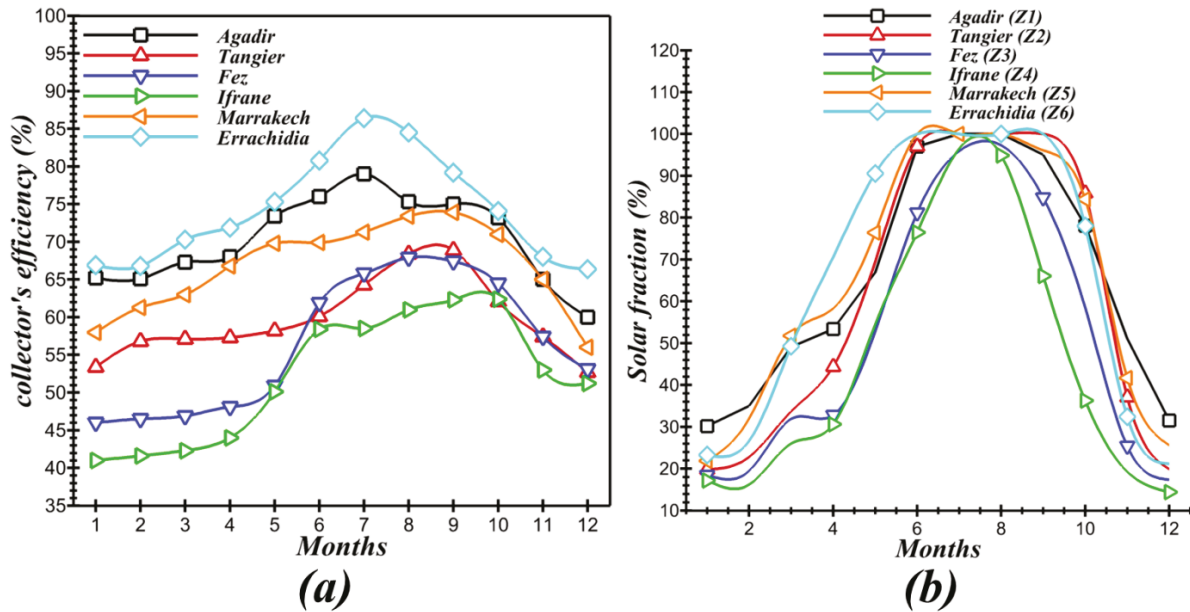 100
95
90
85
80
75
70
65
60
55
50
45
40
35
collector's efficiency (%)
Agadir
Tangier
Fez
Ifrane
Marrakech
Errachidia
1 2 3 4 5 6 7 8 9 10 11 12
Months
(a)
Agadir (Z1)
Tangier (Z2)
Fez (Z3)
Ifrane (Z4)
Marrakech (Z5)
Errachidia (Z6)
120
110
100
90
80
70
60
50
40
30
20
10
Solar fraction (%)
2 4 6 8 10 12
Months
(b)